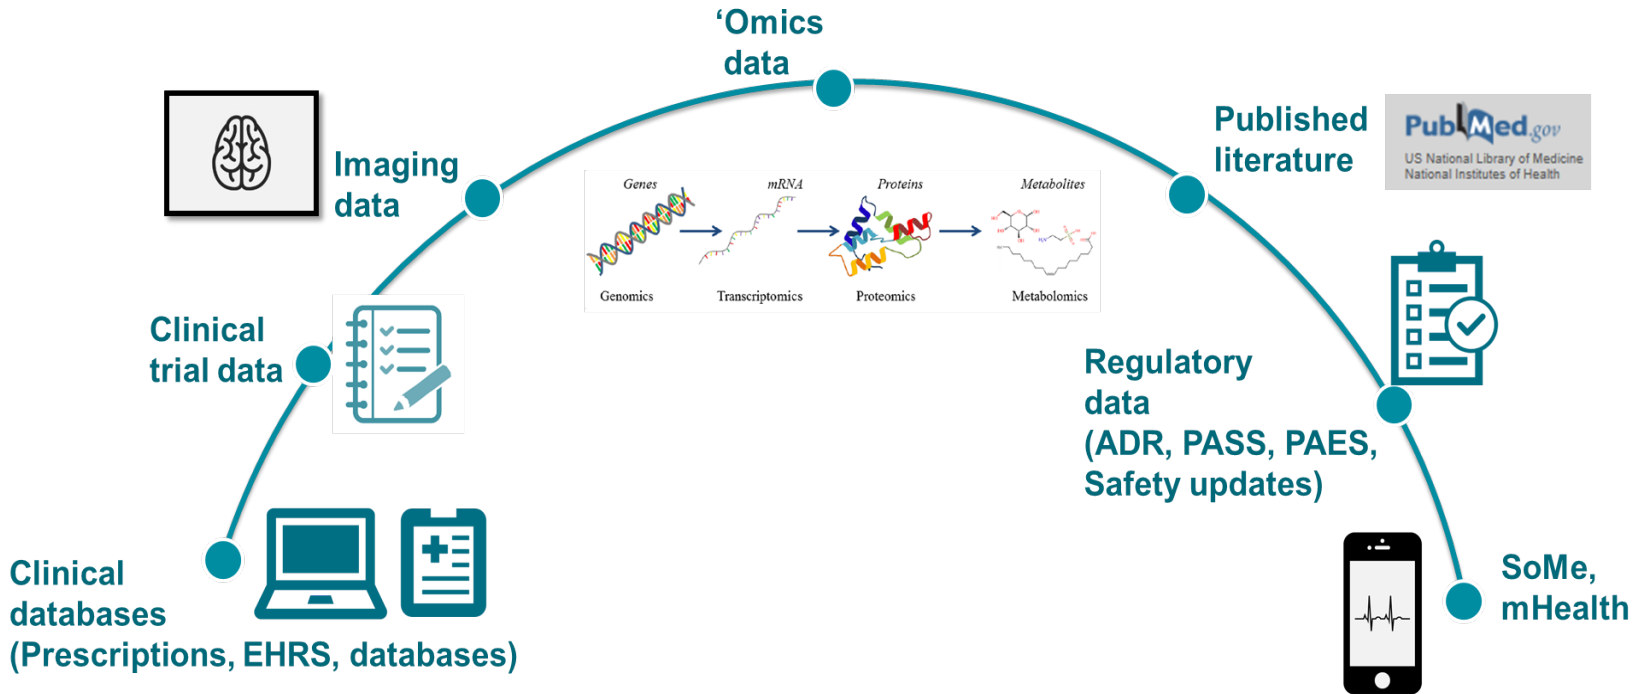 ‘Omics
data
Imaging
data
Published
literature
PubMed.gov
US National Library of Medicine
National Institutes of Health
Genes
mRNA
Proteins
Metabolites
Genomics
Transcriptomics
Proteomics
Metabolomics
Clinical
trial data
Regulatory
data
(ADR, PASS, PAES,
Safety updates)
Clinical
databases
(Prescriptions, EHRS, databases)
SoMe,
mHealth